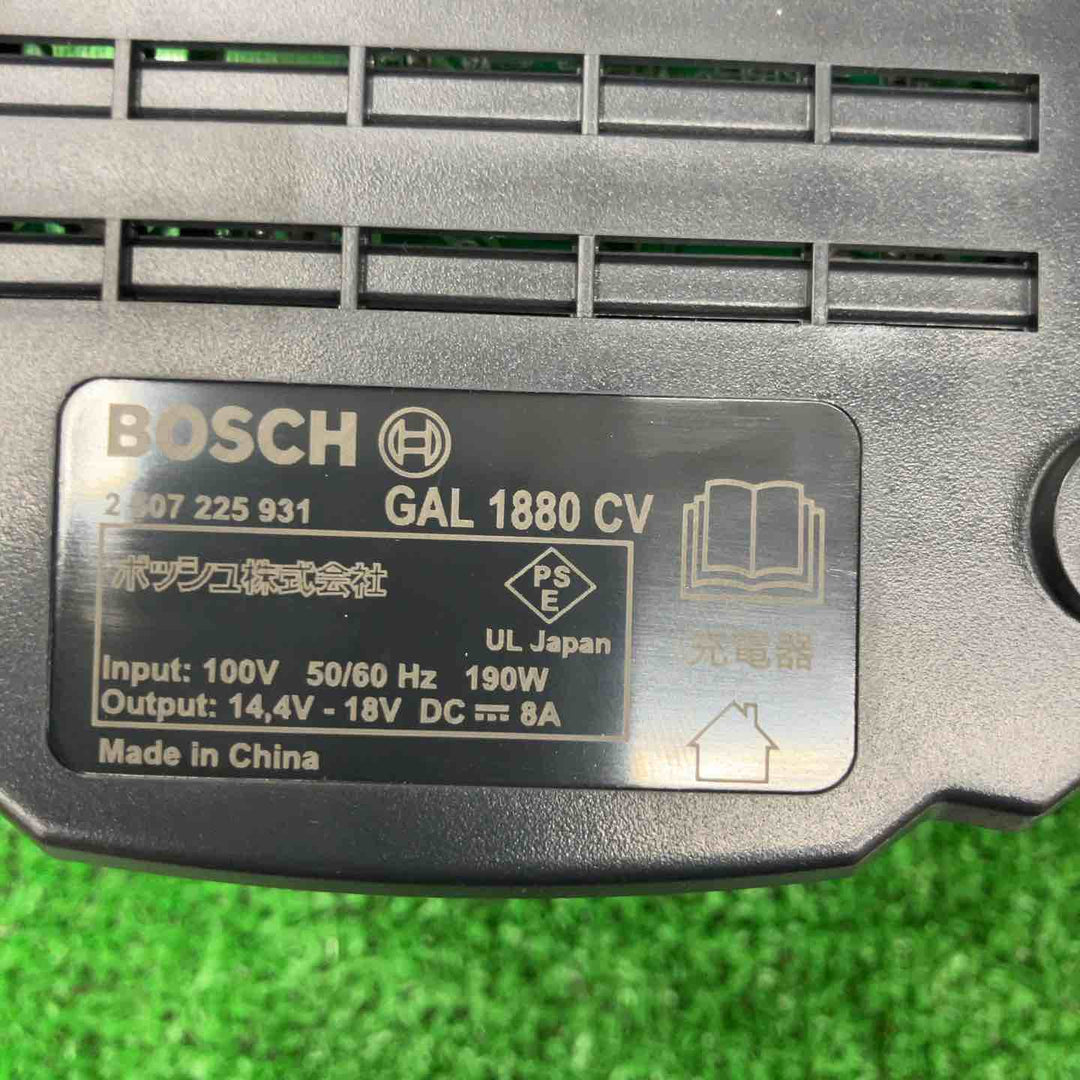 BOSCH
2 607 225 931 GAL 1880 CV
ボッシュ株式会社
PS
E
UL Japan
充電器
Input: 100V 50/60 Hz 190W
Output: 14,4V - 18V DC ⎓ 8A
Made in China